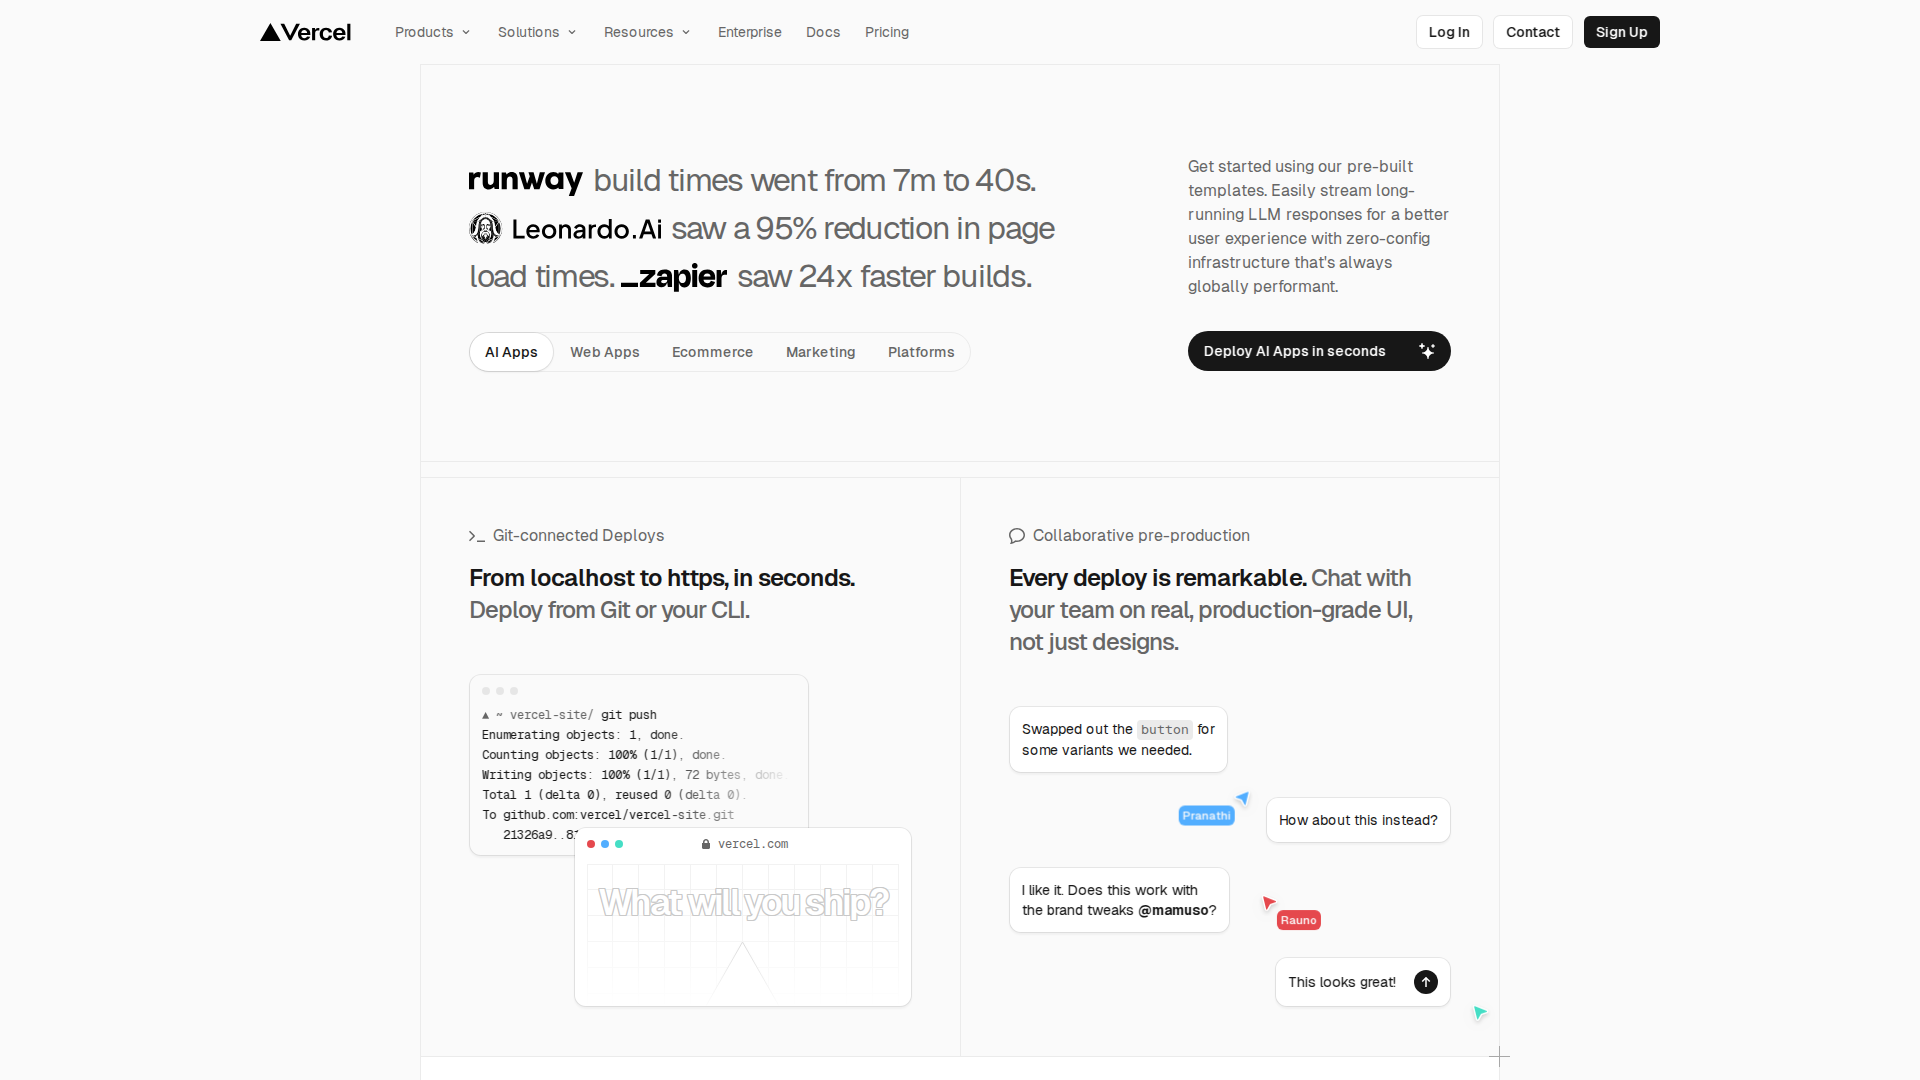 Vercel
Products
Solutions
Resources
Enterprise
Docs
Pricing
Log In
Contact
Sign Up
runway build times went from 7m to 40s.
Leonardo.Ai saw a 95% reduction in page
load times. zapier saw 24x faster builds.
AI Apps
Web Apps
Ecommerce
Marketing
Platforms
Get started using our pre-built
templates. Easily stream long-
running LLM responses for a better
user experience with zero-config
infrastructure that's always
globally performant.
Deploy AI Apps in seconds
Git-connected Deploys
From localhost to https, in seconds.
Deploy from Git or your CLI.
▲ ~ vercel-site/ git push
Enumerating objects: 1, done.
Counting objects: 100% (1/1), done.
Writing objects: 100% (1/1), 72 bytes, done
Total 1 (delta 0), reused 0 (delta 0).
To github.com:vercel/vercel-site.git
21326a9..81
vercel.com
What will you ship?
Collaborative pre-production
Every deploy is remarkable. Chat with
your team on real, production-grade UI,
not just designs.
Swapped out the button for
some variants we needed.
Pranathi
How about this instead?
I like it. Does this work with
the brand tweaks @mamuso?
Rauno
This looks great!